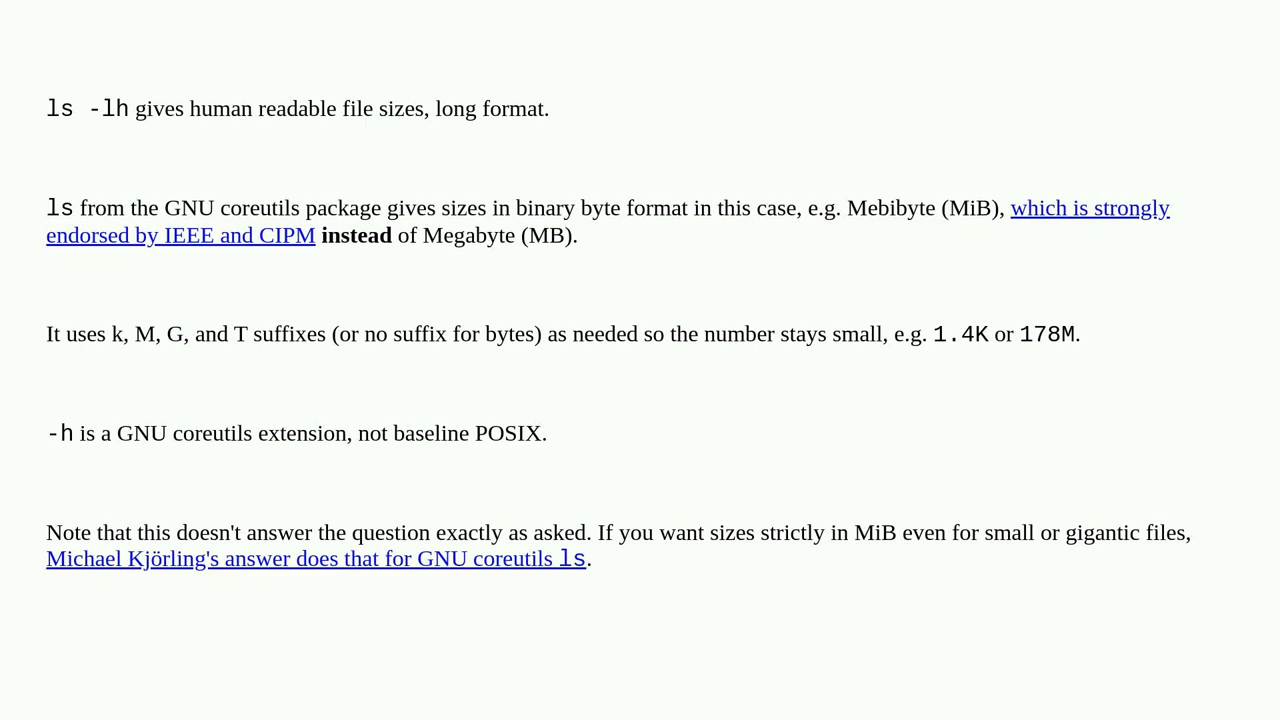 ls -lh gives human readable file sizes, long format.
ls from the GNU coreutils package gives sizes in binary byte format in this case, e.g. Mebibyte (MiB), which is strongly
endorsed by IEEE and CIPM instead of Megabyte (MB).
It uses k, M, G, and T suffixes (or no suffix for bytes) as needed so the number stays small, e.g. 1.4K or 178M.
-h is a GNU coreutils extension, not baseline POSIX.
Note that this doesn't answer the question exactly as asked. If you want sizes strictly in MiB even for small or gigantic files,
Michael Kjörling's answer does that for GNU coreutils ls.